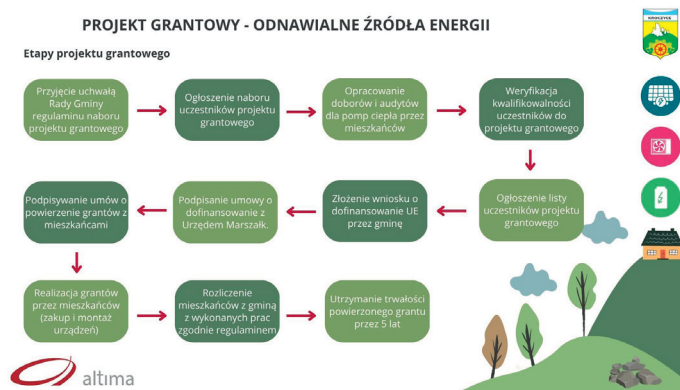 PROJEKT GRANTOWY - ODNAWIALNE ŹRÓDŁA ENERGII
KROCZYCE
Etapy projektu grantowego
Przyjęcie uchwałą
Rady Gminy
regulaminu naboru
projektu grantowego
Ogłoszenie naboru
uczestników projektu
grantowego
Opracowanie
doborów i audytów
dla pomp ciepła przez
mieszkańców
Weryfikacja
kwalifikowalności
uczestników do
projektu grantowego
Ogłoszenie listy
uczestników projektu
grantowego
Złożenie wniosku o
dofinansowanie UE
przez gminę
Podpisanie umowy o
dofinansowanie z
Urzędem Marszałk.
Podpisywanie umów o
powierzenie grantów z
mieszkańcami
Realizacja grantów
przez mieszkańców
(zakup i montaż
urządzeń)
Rozliczenie
mieszkańców z gminą
z wykonanych prac
zgodnie regulaminem
Utrzymanie trwałości
powierzonego grantu
przez 5 lat
altıma